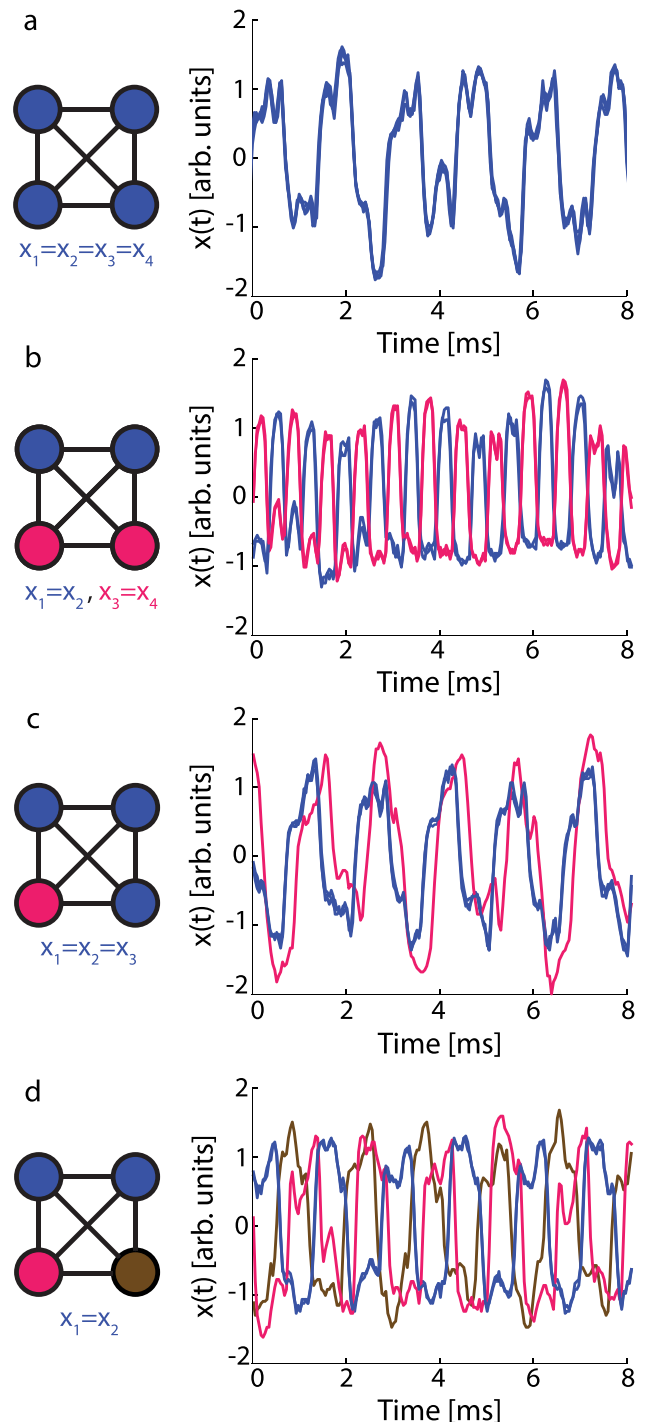 a
x(t) [arb. units]
2
1
0
-1
-2
x₁=x₂=x₃=x₄
0 2 4 6 8
Time [ms]
b
x(t) [arb. units]
2
1
0
-1
-2
x₁=x₂, x₃=x₄
0 2 4 6 8
Time [ms]
c
x(t) [arb. units]
2
1
0
-1
-2
x₁=x₂=x₃
0 2 4 6 8
Time [ms]
d
x(t) [arb. units]
2
1
0
-1
-2
x₁=x₂
0 2 4 6 8
Time [ms]